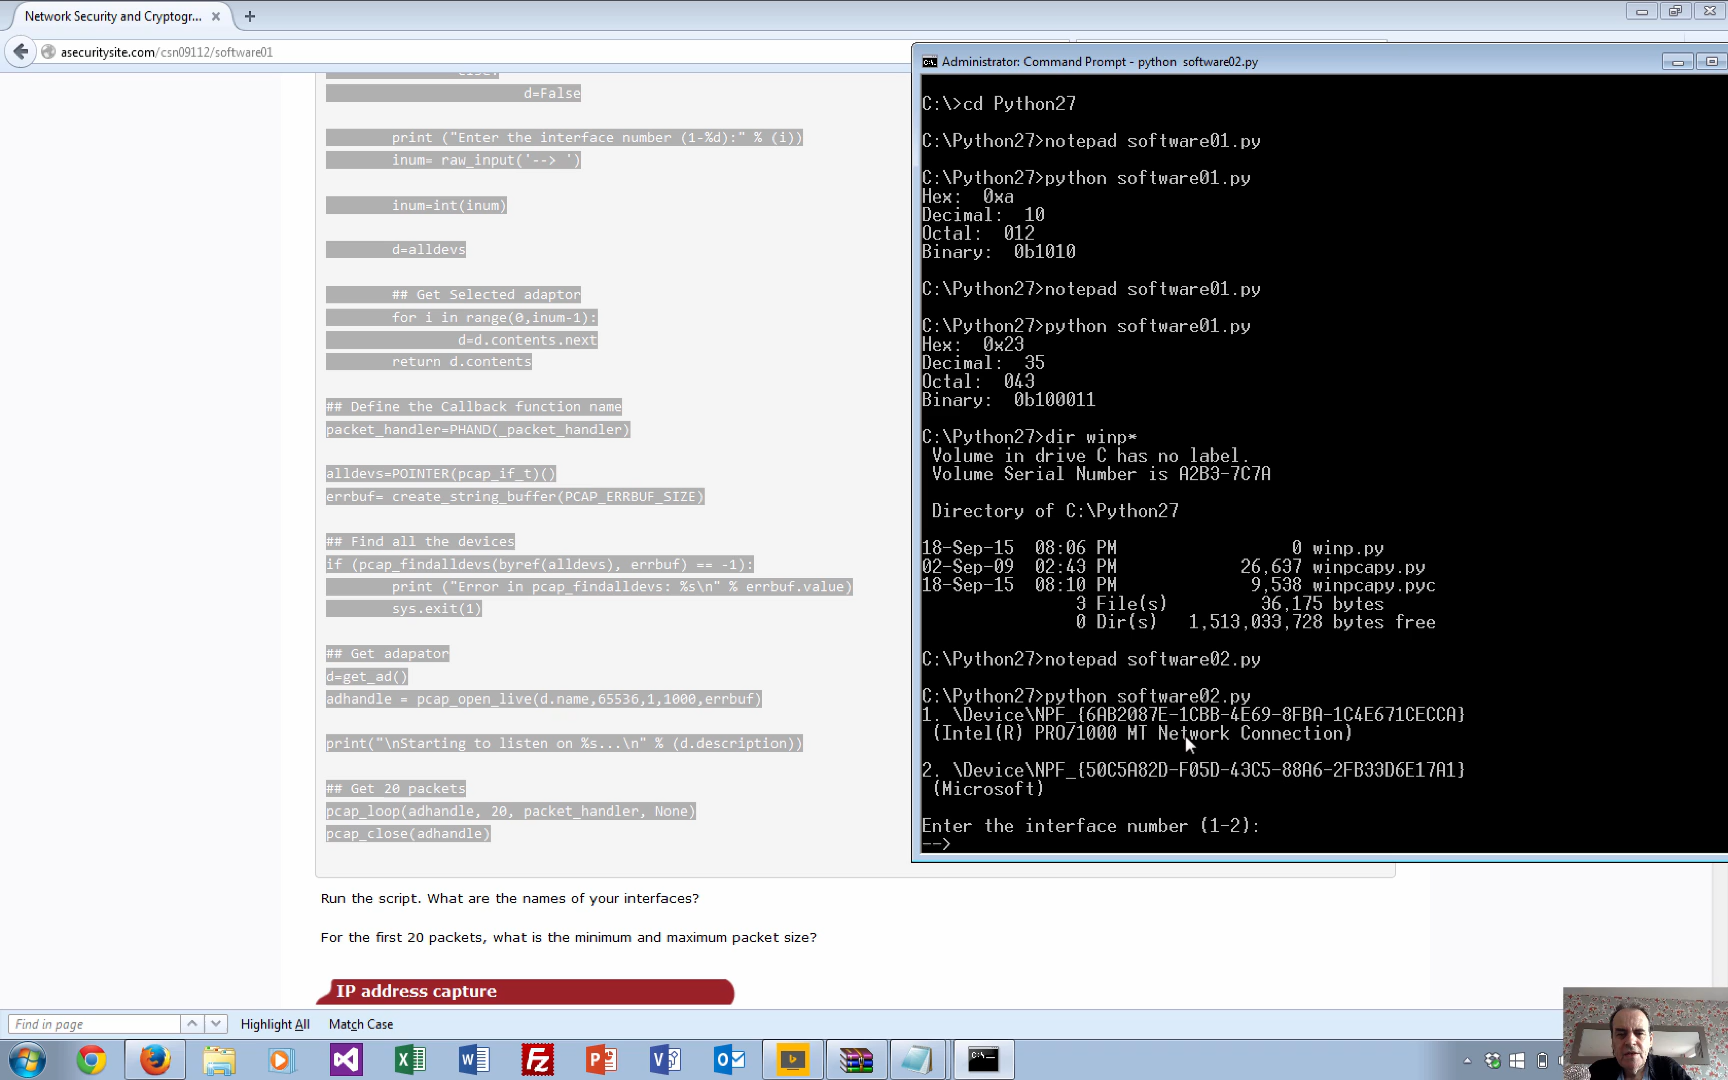 Network Security and Cryptogr...
asecuritysite.com/csn09112/software01
d=False
print ("Enter the interface number (1-%d):" % (i))
inum= raw_input('--> ')
inum=int(inum)
d=alldevs
## Get Selected adaptor
for i in range(0,inum-1):
d=d.contents.next
return d.contents
## Define the Callback function name
packet_handler=PHAND(_packet_handler)
alldevs=POINTER(pcap_if_t)()
errbuf= create_string_buffer(PCAP_ERRBUF_SIZE)
## Find all the devices
if (pcap_findalldevs(byref(alldevs), errbuf) == -1):
print ("Error in pcap_findalldevs: %s\n" % errbuf.value)
sys.exit(1)
## Get adapator
d=get_ad()
adhandle = pcap_open_live(d.name,65536,1,1000,errbuf)
print("\nStarting to listen on %s...\n" % (d.description))
## Get 20 packets
pcap_loop(adhandle, 20, packet_handler, None)
pcap_close(adhandle)
Run the script. What are the names of your interfaces?
For the first 20 packets, what is the minimum and maximum packet size?
IP address capture
Find in page
Highlight All
Match Case
Administrator: Command Prompt - python software02.py
C:\>cd Python27
C:\Python27>notepad software01.py
C:\Python27>python software01.py
Hex: 0xa
Decimal: 10
Octal: 012
Binary: 0b1010
C:\Python27>notepad software01.py
C:\Python27>python software01.py
Hex: 0x23
Decimal: 35
Octal: 043
Binary: 0b100011
C:\Python27>dir winp*
Volume in drive C has no label.
Volume Serial Number is A2B3-7C7A
Directory of C:\Python27
18-Sep-15 08:06 PM 0 winp.py
02-Sep-09 02:43 PM 26,637 winpcapy.py
18-Sep-15 08:10 PM 9,538 winpcapy.pyc
3 File(s) 36,175 bytes
0 Dir(s) 1,513,033,728 bytes free
C:\Python27>notepad software02.py
C:\Python27>python software02.py
1. \Device\NPF_{6AB2087E-1CBB-4E69-8FBA-1C4E671CECCA}
(Intel(R) PRO/1000 MT Network Connection)
2. \Device\NPF_{50C5A82D-F05D-43C5-88A6-2FB33D6E17A1}
(Microsoft)
Enter the interface number (1-2):
-->